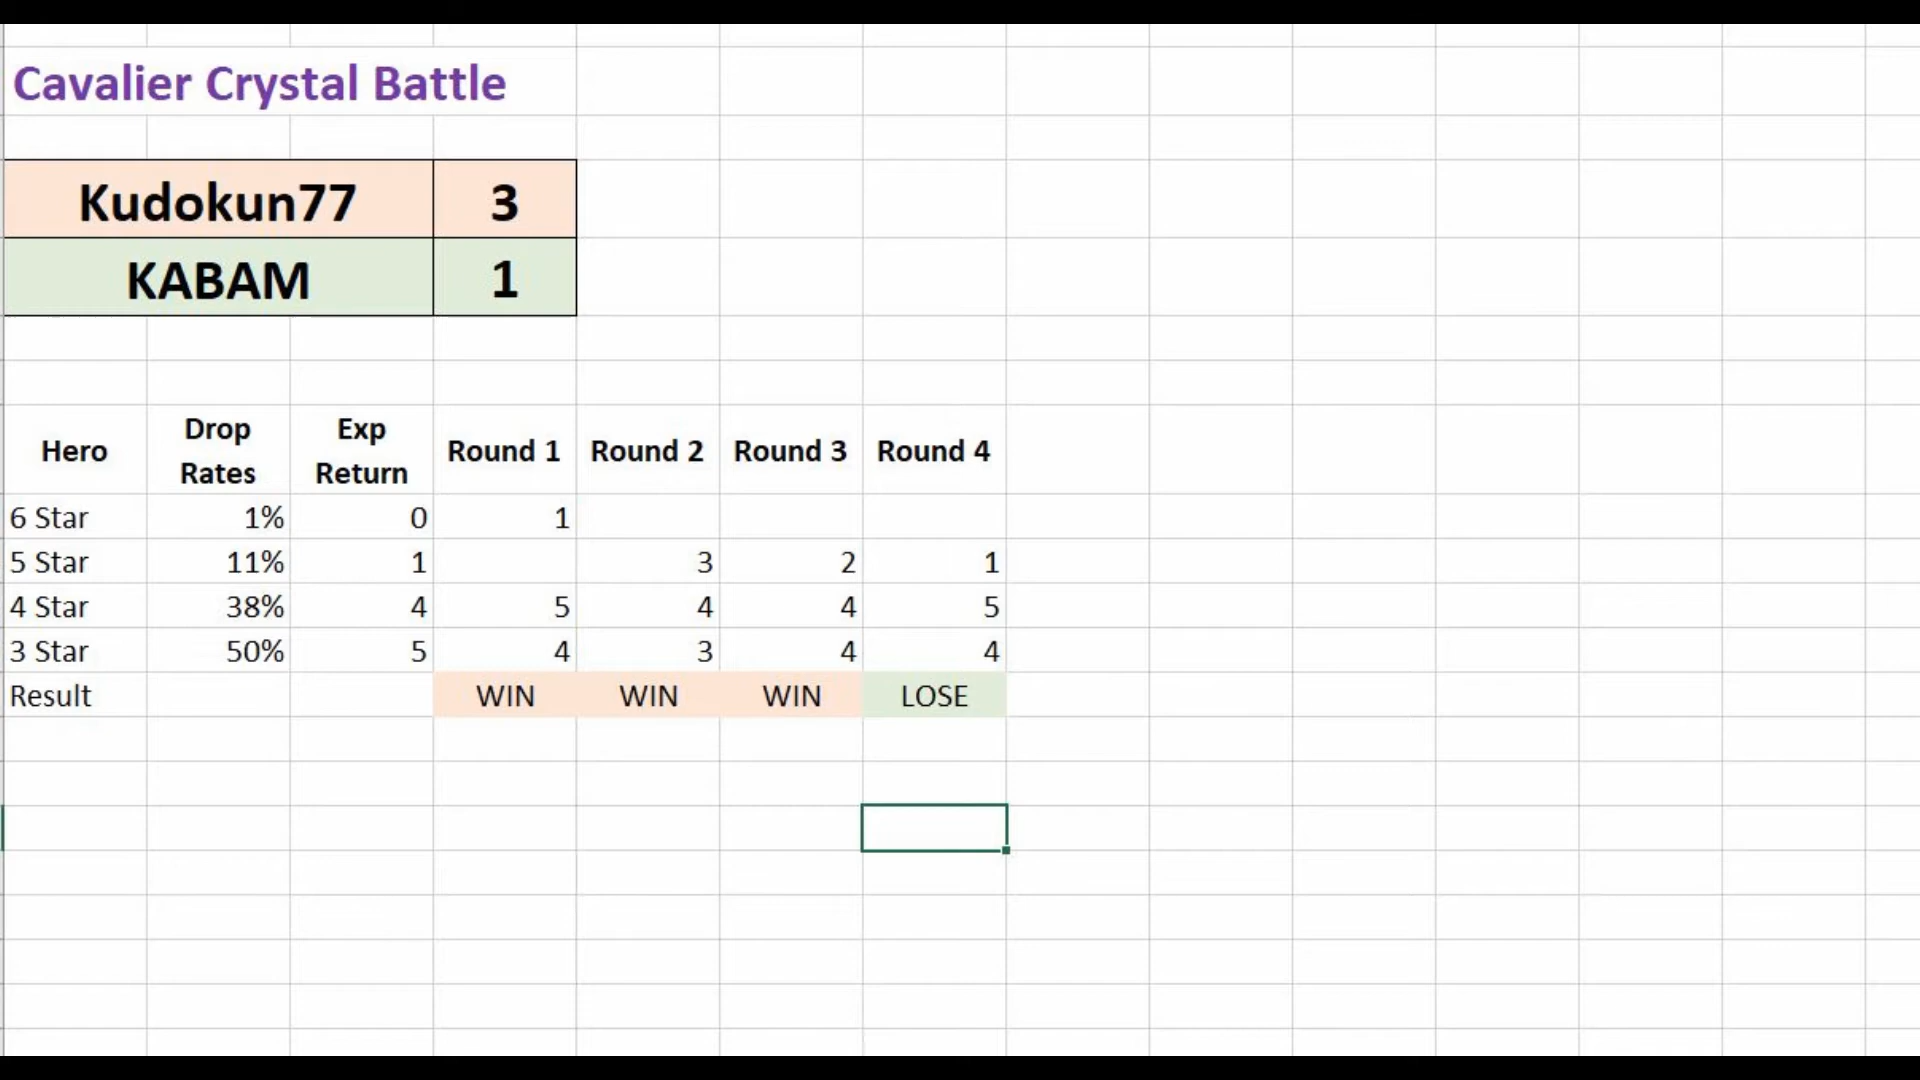 Cavalier Crystal Battle
Kudokun77 3
KABAM 1
Hero Drop Rates Exp Return Round 1 Round 2 Round 3 Round 4
6 Star 1% 0 1
5 Star 11% 1 3 2 1
4 Star 38% 4 5 4 4 5
3 Star 50% 5 4 3 4 4
Result WIN WIN WIN LOSE